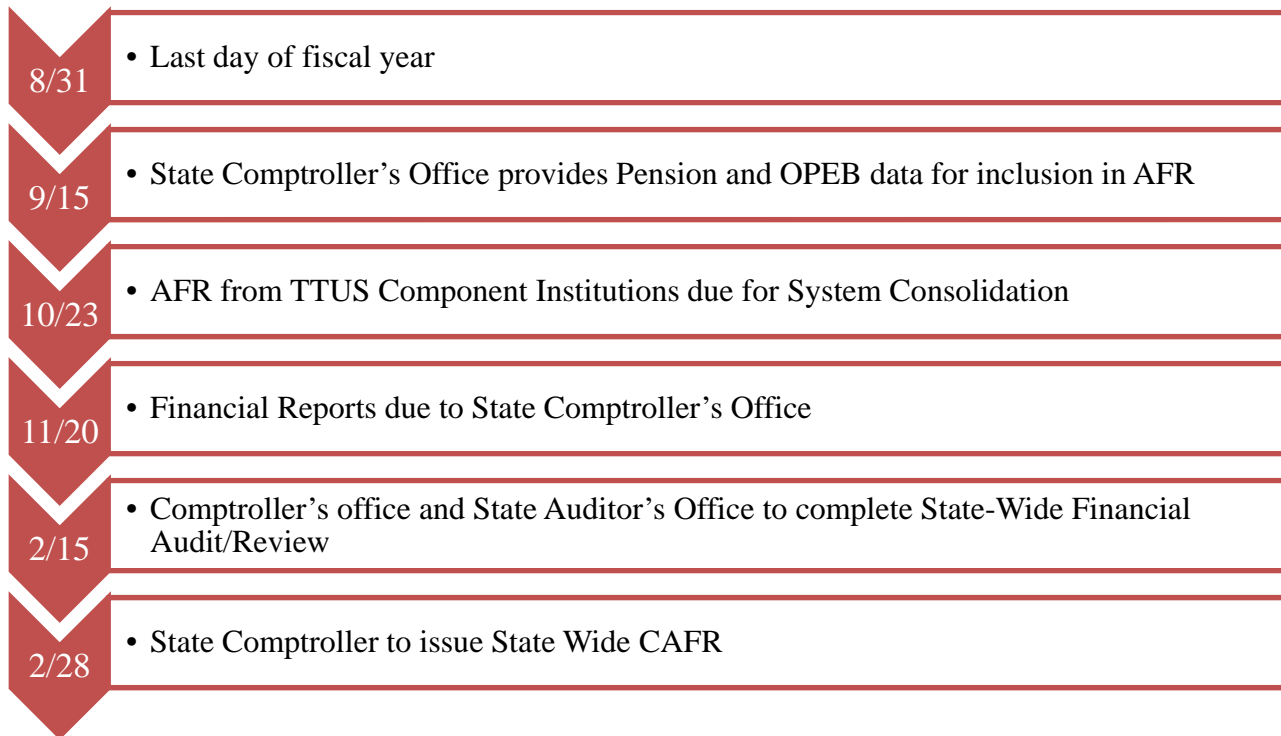 8/31
• Last day of fiscal year
9/15
• State Comptroller’s Office provides Pension and OPEB data for inclusion in AFR
10/23
• AFR from TTUS Component Institutions due for System Consolidation
11/20
• Financial Reports due to State Comptroller’s Office
2/15
• Comptroller’s office and State Auditor’s Office to complete State-Wide Financial
Audit/Review
2/28
• State Comptroller to issue State Wide CAFR